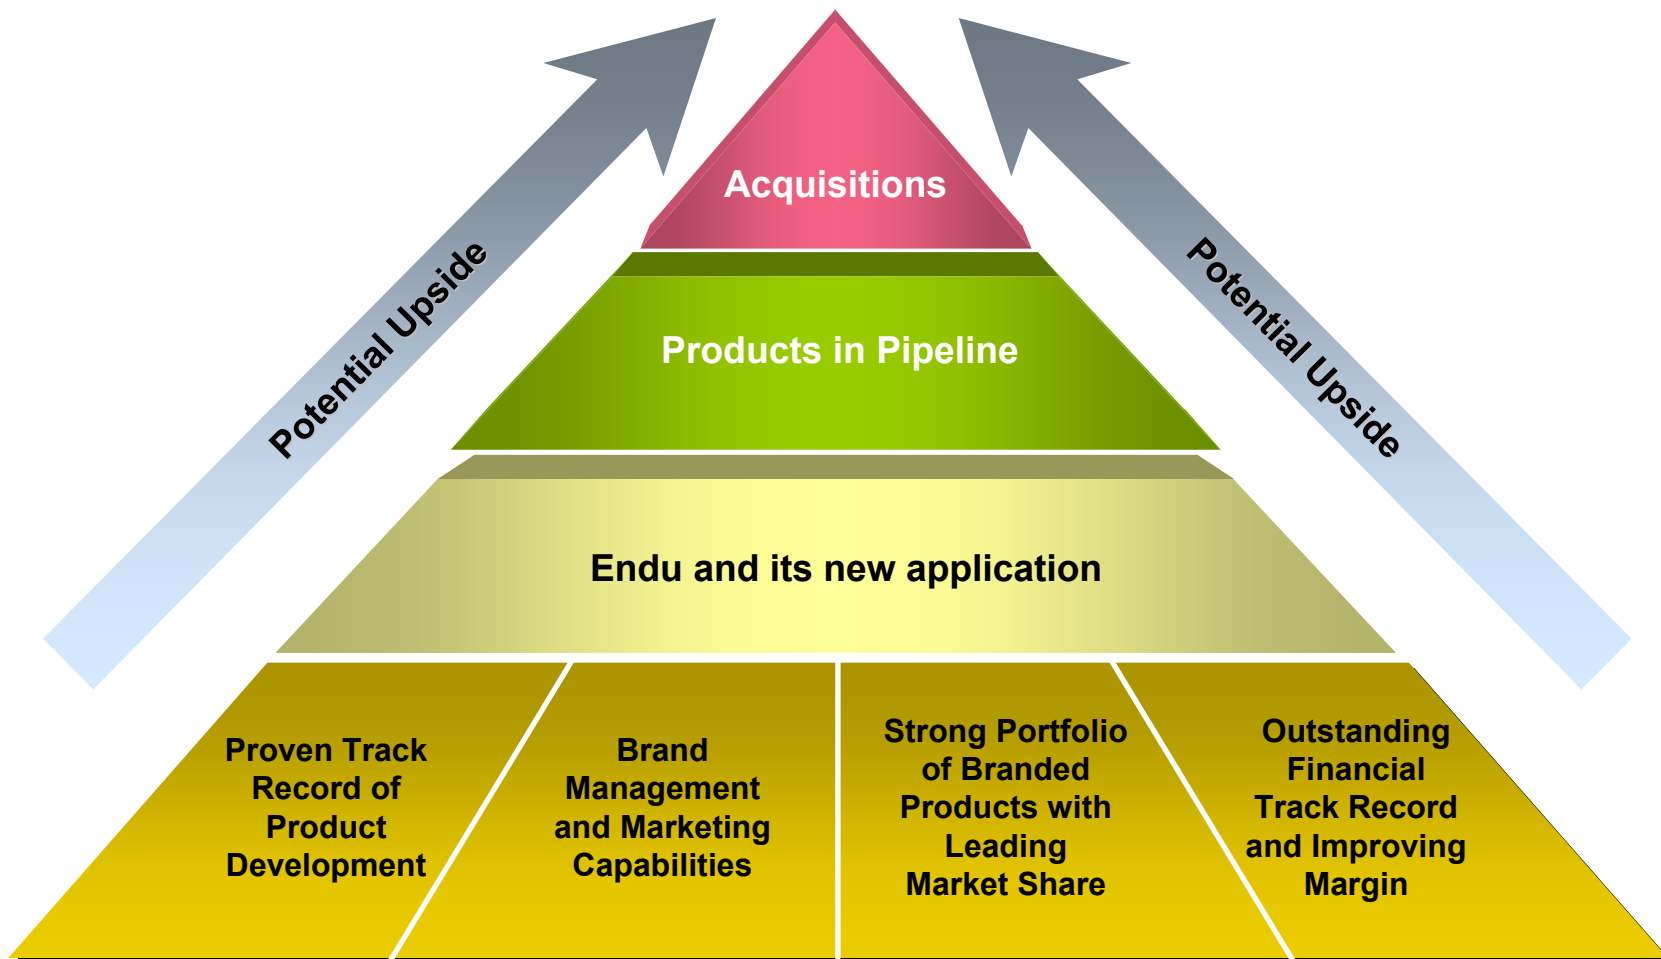 Acquisitions
Potential Upside
Potential Upside
Products in Pipeline
Endu and its new application
Proven Track
Record of
Product
Development
Brand
Management
and Marketing
Capabilities
Strong Portfolio
of Branded
Products with
Leading
Market Share
Outstanding
Financial
Track Record
and Improving
Margin